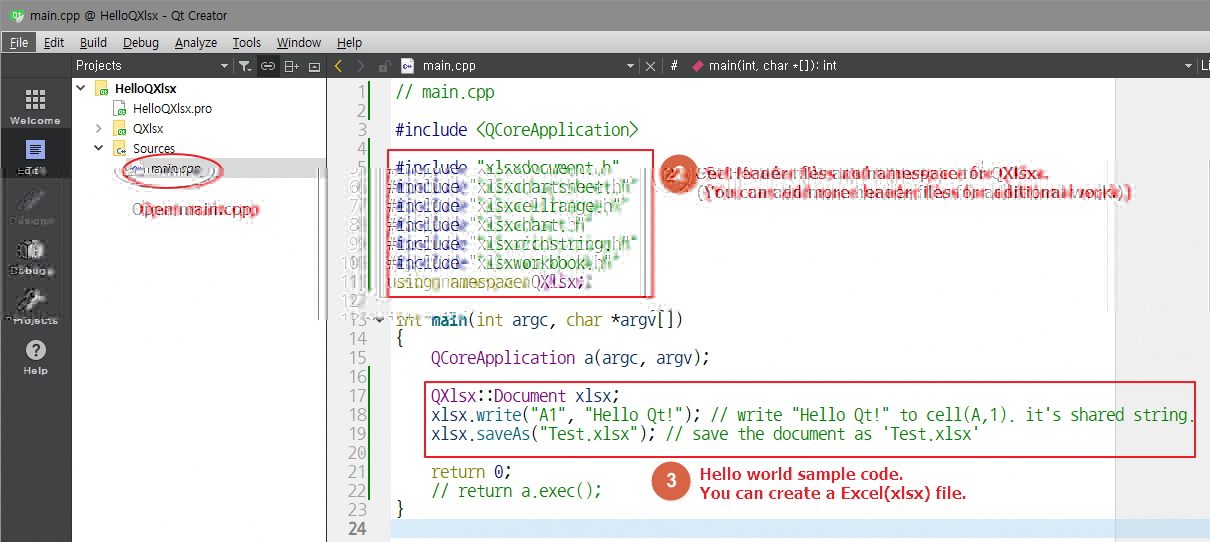 main.cpp @ HelloQXlsx - Qt Creator
File Edit Build Debug Analyze Tools Window Help
Projects main.cpp # main(int, char *[]): int Li
Welcome
Edit
Design
Debug
Projects
Help
HelloQXlsx
HelloQXlsx.pro
QXlsx
Sources
main.cpp
Open main.cpp
1 // main.cpp
2
3 #include <QCoreApplication>
4
5 #include "xlsxdocument.h"
6 #include "xlsxchartsheet.h"
7 #include "xlsxcellrange.h"
8 #include "xlsxchart.h"
9 #include "xlsxrichstring.h"
10 #include "xlsxworkbook.h"
11 using namespace QXlsx;
12
13 int main(int argc, char *argv[])
14 {
15 QCoreApplication a(argc, argv);
16
17 QXlsx::Document xlsx;
18 xlsx.write("A1", "Hello Qt!"); // write "Hello Qt!" to cell(A,1). it's shared string.
19 xlsx.saveAs("Test.xlsx"); // save the document as 'Test.xlsx'
20
21 return 0;
22 // return a.exec();
23 }
24
2 Set header files and namespace for QXlsx.
(You can add more header files for additional work.)
3 Hello world sample code.
You can create a Excel(xlsx) file.